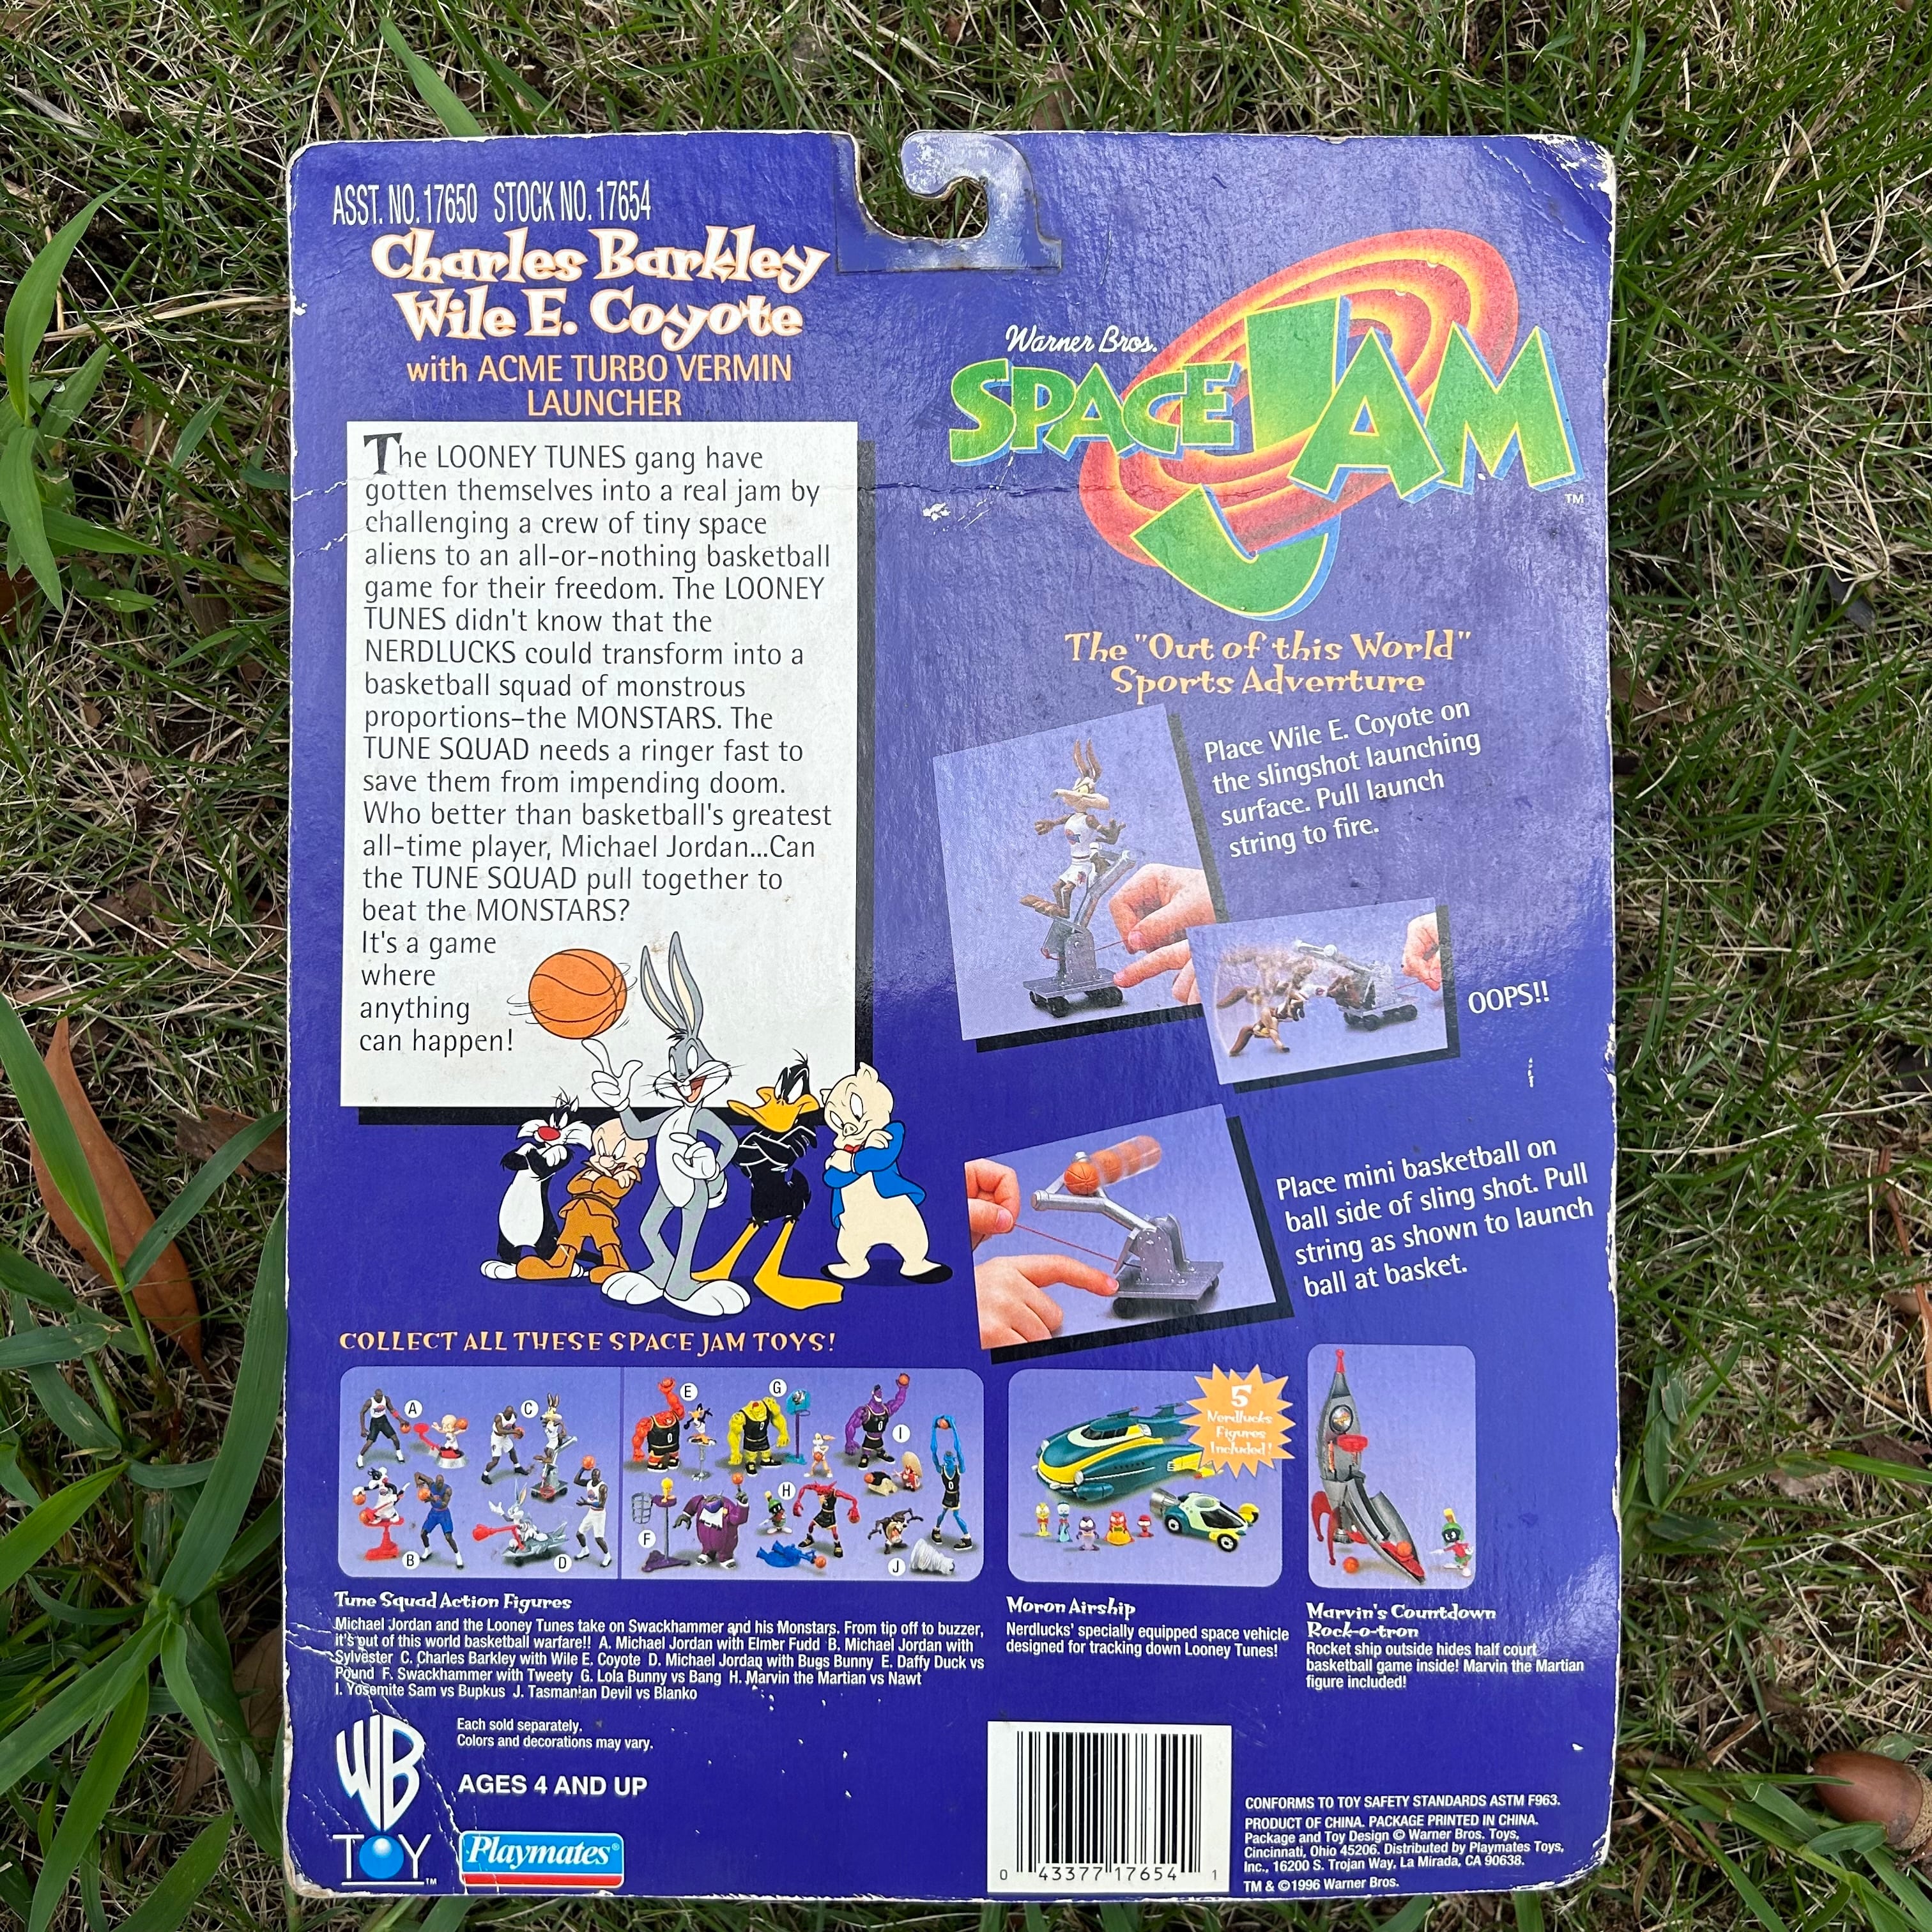 ASST. NO. 17650 STOCK NO. 17654
Charles Barkley
Wile E. Coyote
with ACME TURBO VERMIN
LAUNCHER
The LOONEY TUNES gang have
gotten themselves into a real jam by
challenging a crew of tiny space
aliens to an all-or-nothing basketball
game for their freedom. The LOONEY
TUNES didn't know that the
NERDLUCKS could transform into a
basketball squad of monstrous
proportions–the MONSTARS. The
TUNE SQUAD needs a ringer fast to
save them from impending doom.
Who better than basketball's greatest
all-time player, Michael Jordan...Can
the TUNE SQUAD pull together to
beat the MONSTARS?
It's a game
where
anything
can happen!
Warner Bros.
SPACE JAM
TM
The "Out of this World"
Sports Adventure
Place Wile E. Coyote on
the slingshot launching
surface. Pull launch
string to fire.
OOPS!!
Place mini basketball on
ball side of sling shot. Pull
string as shown to launch
ball at basket.
COLLECT ALL THESE SPACE JAM TOYS!
A
C
B
D
E
G
I
F
H
J
5
Nerdlucks
Figures
Included!
Tune Squad Action Figures
Michael Jordan and the Looney Tunes take on Swackhammer and his Monstars. From tip off to buzzer,
it's out of this world basketball warfare!! A. Michael Jordan with Elmer Fudd B. Michael Jordan with
Sylvester C. Charles Barkley with Wile E. Coyote D. Michael Jordan with Bugs Bunny E. Daffy Duck vs
Pound F. Swackhammer with Tweety G. Lola Bunny vs Bang H. Marvin the Martian vs Nawt
I. Yosemite Sam vs Bupkus J. Tasmanian Devil vs Blanko
Moron Airship
Nerdlucks' specially equipped space vehicle
designed for tracking down Looney Tunes!
Marvin's Countdown
Rock-o-tron
Rocket ship outside hides half court
basketball game inside! Marvin the Martian
figure included!
WB
TOY
TM
Each sold separately.
Colors and decorations may vary.
AGES 4 AND UP
Playmates®
0 43377 17654 1
CONFORMS TO TOY SAFETY STANDARDS ASTM F963.
PRODUCT OF CHINA. PACKAGE PRINTED IN CHINA.
Package and Toy Design © Warner Bros. Toys,
Cincinnati, Ohio 45206. Distributed by Playmates Toys,
Inc., 16200 S. Trojan Way, La Mirada, CA 90638.
TM & ©1996 Warner Bros.